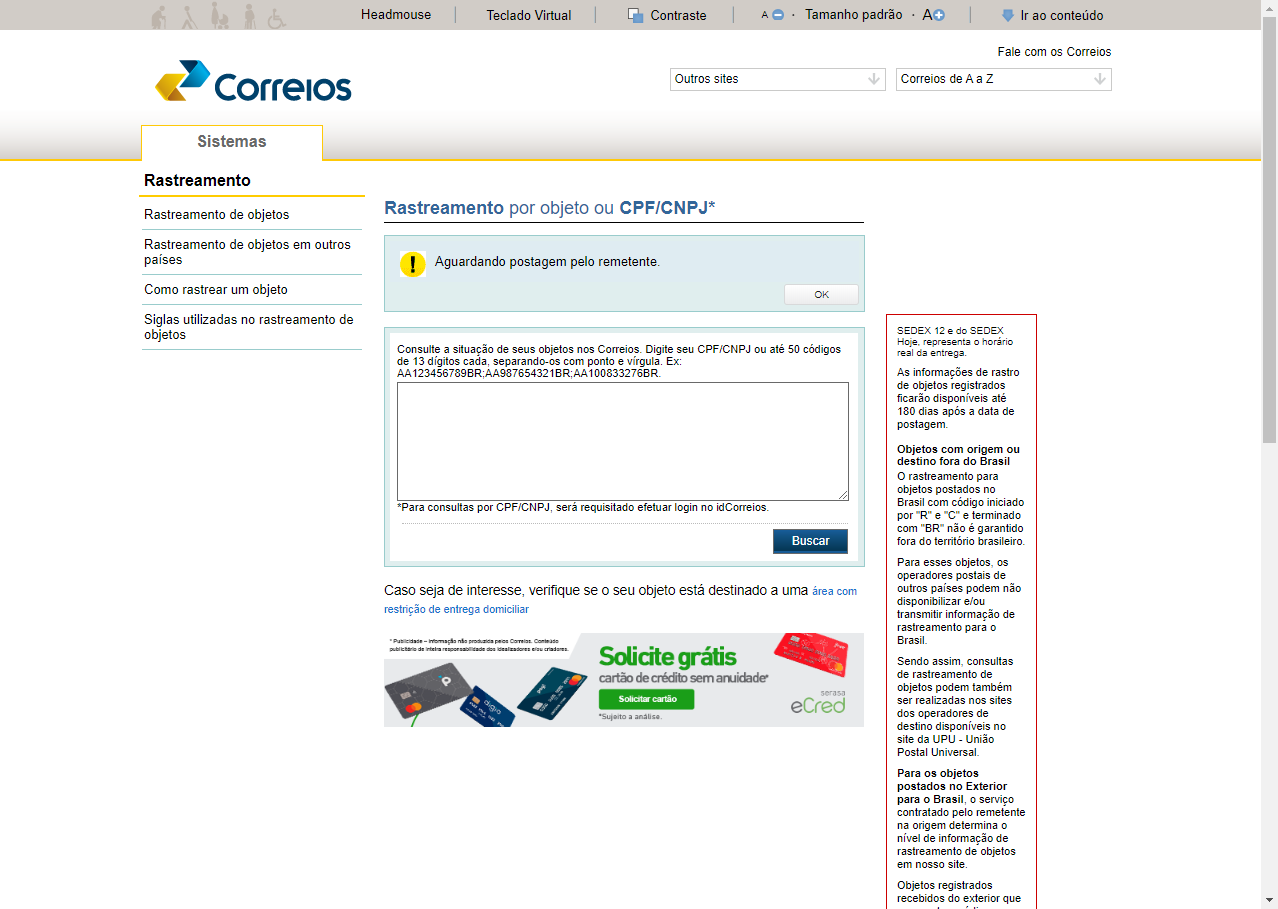 Headmouse
Teclado Virtual
Contraste
A · Tamanho padrão · A
Ir ao conteúdo
Fale com os Correios
Correios
Outros sites
Correios de A a Z
Sistemas
Rastreamento
Rastreamento de objetos
Rastreamento de objetos em outros
países
Como rastrear um objeto
Siglas utilizadas no rastreamento de
objetos
Rastreamento por objeto ou CPF/CNPJ*
Aguardando postagem pelo remetente.
OK
Consulte a situação de seus objetos nos Correios. Digite seu CPF/CNPJ ou até 50 códigos
de 13 dígitos cada, separando-os com ponto e vírgula. Ex:
AA123456789BR;AA987654321BR;AA100833276BR.
*Para consultas por CPF/CNPJ, será requisitado efetuar login no idCorreios.
Buscar
Caso seja de interesse, verifique se o seu objeto está destinado a uma área com
restrição de entrega domiciliar
* Publicidade – Informação não produzida pelos Correios. Conteúdo
publicitário de inteira responsabilidade dos idealizadores e/ou criadores.
Solicite grátis
cartão de crédito sem anuidade*
Solicitar cartão
*Sujeito a análise.
serasa
eCred
digio
SEDEX 12 e do SEDEX
Hoje, representa o horário
real da entrega.
As informações de rastro
de objetos registrados
ficarão disponíveis até
180 dias após a data de
postagem.
Objetos com origem ou
destino fora do Brasil
O rastreamento para
objetos postados no
Brasil com código iniciado
por "R" e "C" e terminado
com "BR" não é garantido
fora do território brasileiro.
Para esses objetos, os
operadores postais de
outros países podem não
disponibilizar e/ou
transmitir informação de
rastreamento para o
Brasil.
Sendo assim, consultas
de rastreamento de
objetos podem também
ser realizadas nos sites
dos operadores de
destino disponíveis no
site da UPU - União
Postal Universal.
Para os objetos
postados no Exterior
para o Brasil, o serviço
contratado pelo remetente
na origem determina o
nível de informação de
rastreamento de objetos
em nosso site.
Objetos registrados
recebidos do exterior que